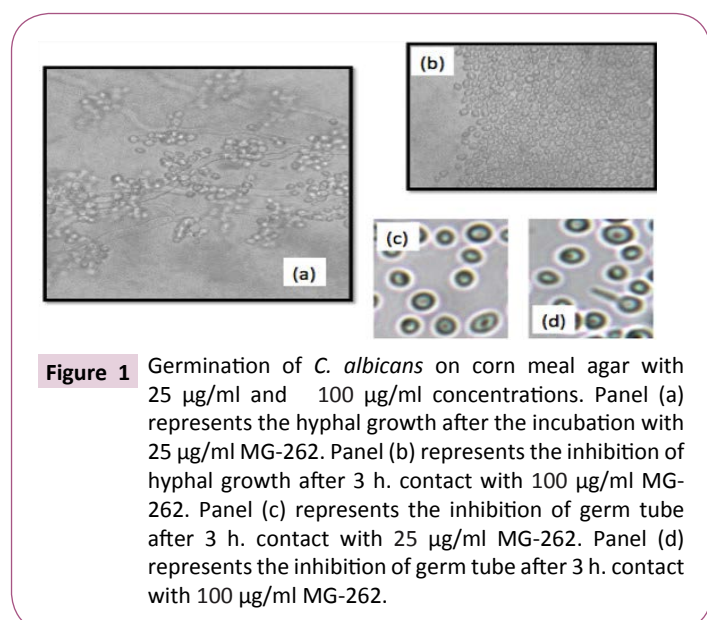 (a)
(b)
(c)
(d)
Figure 1
Germination of C. albicans on corn meal agar with
25 µg/ml and 100 µg/ml concentrations. Panel (a)
represents the hyphal growth after the incubation with
25 µg/ml MG-262. Panel (b) represents the inhibition of
hyphal growth after 3 h. contact with 100 µg/ml MG-
262. Panel (c) represents the inhibition of germ tube
after 3 h. contact with 25 µg/ml MG-262. Panel (d)
represents the inhibition of germ tube after 3 h. contact
with 100 µg/ml MG-262.